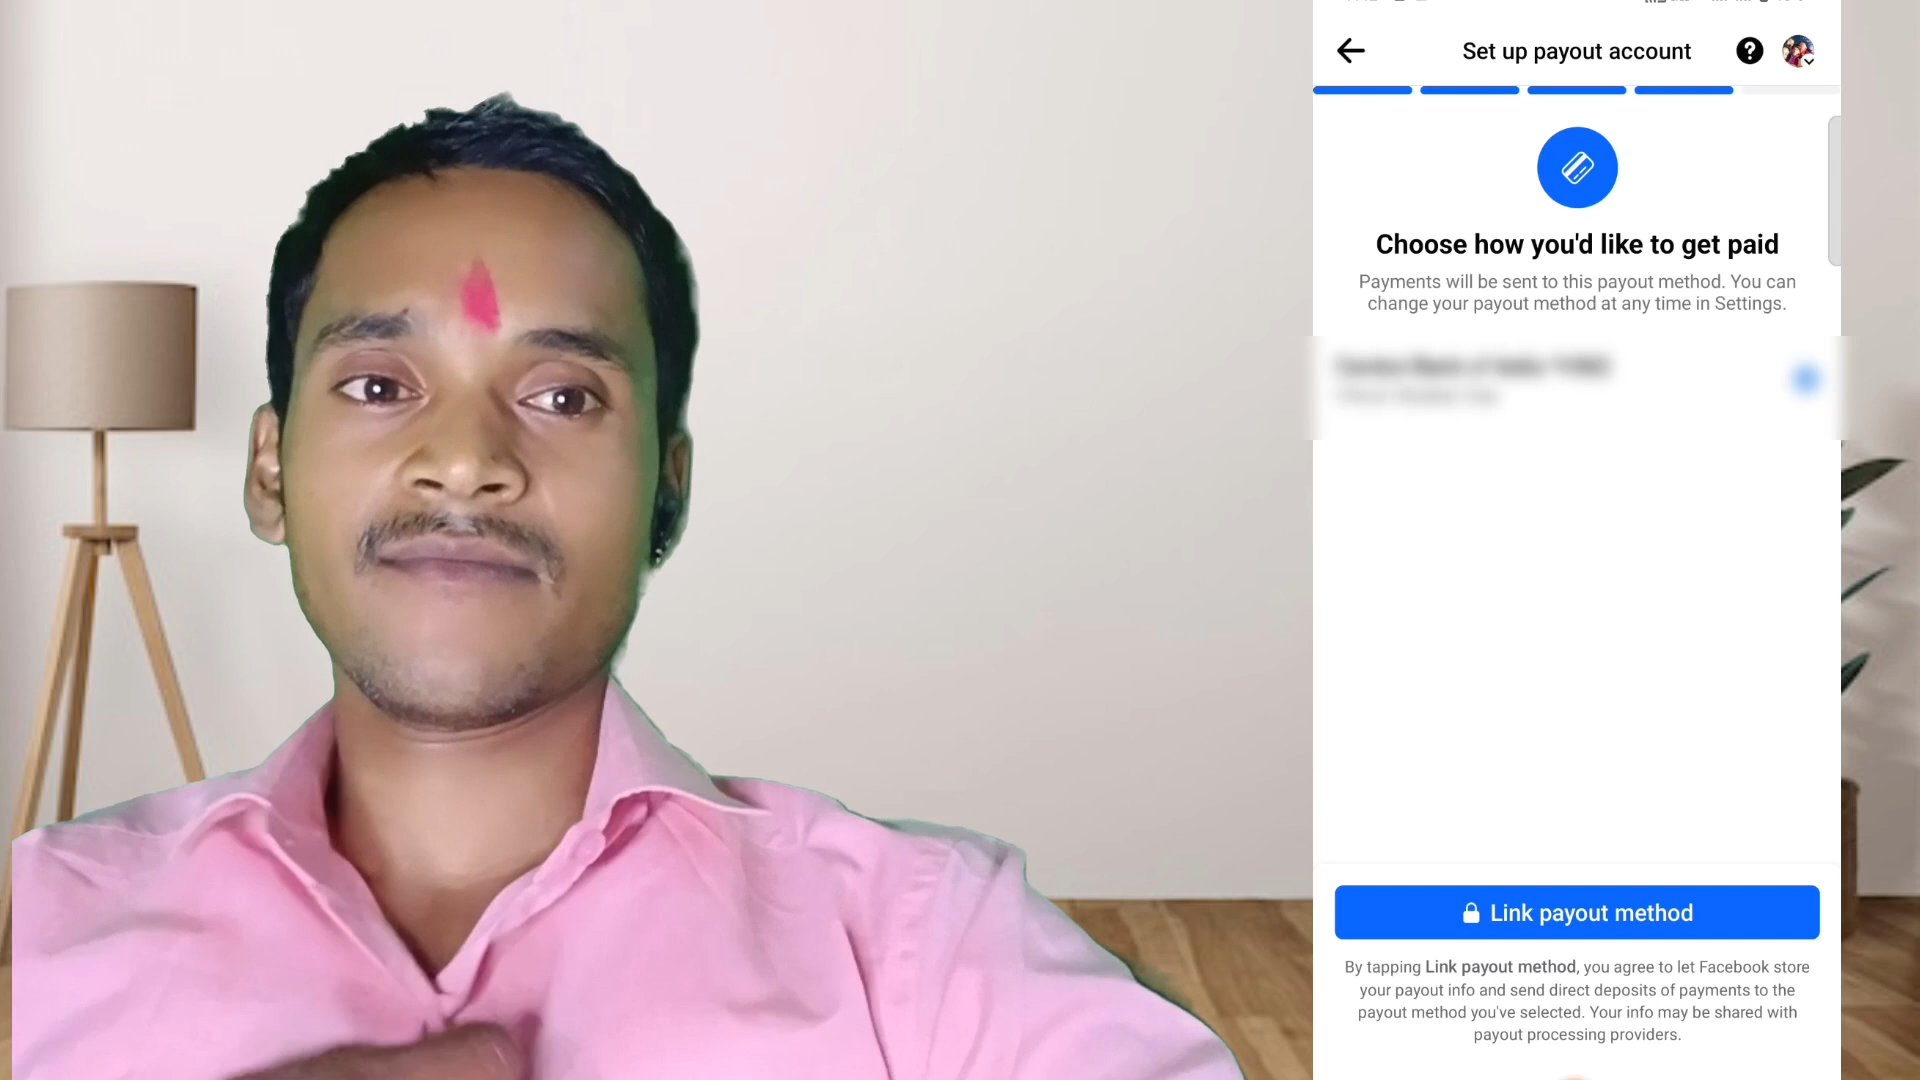 Set up payout account
Choose how you'd like to get paid
Payments will be sent to this payout method. You can
change your payout method at any time in Settings.
Link payout method
By tapping Link payout method, you agree to let Facebook store
your payout info and send direct deposits of payments to the
payout method you've selected. Your info may be shared with
payout processing providers.